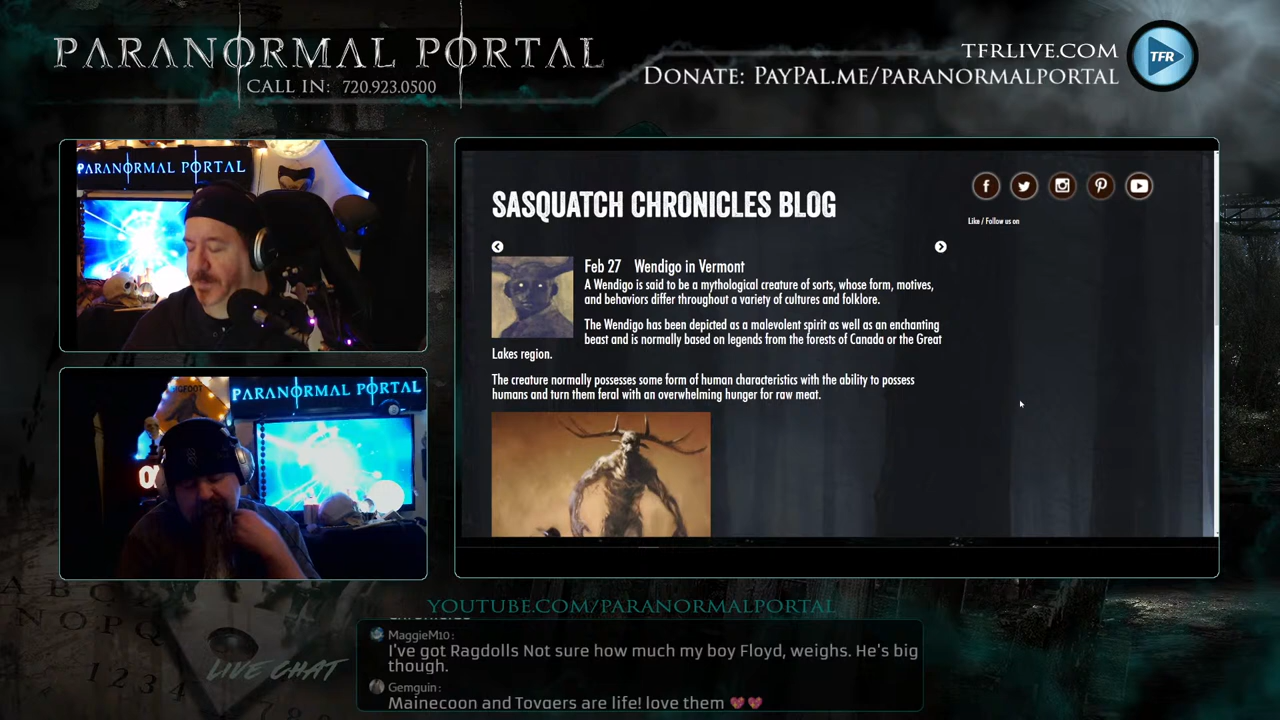 PARANORMAL PORTAL
CALL IN: 720.923.0500
TFRLIVE.COM
DONATE: PAYPAL.ME/PARANORMALPORTAL
TFR
PARANORMAL PORTAL
SASQUATCH CHRONICLES BLOG
Like / Follow us on
Feb 27 Wendigo in Vermont
A Wendigo is said to be a mythological creature of sorts, whose form, motives,
and behaviors differ throughout a variety of cultures and folklore.
The Wendigo has been depicted as a malevolent spirit as well as an enchanting
beast and is normally based on legends from the forests of Canada or the Great
Lakes region.
The creature normally possesses some form of human characteristics with the ability to possess
humans and turn them feral with an overwhelming hunger for raw meat.
BIGFOOT
PARANORMAL PORTAL
YOUTUBE.COM/PARANORMALPORTAL
LIVE CHAT
MaggieM10:
I've got Ragdolls Not sure how much my boy Floyd, weighs. He's big
though.
Gemguin:
Mainecoon and Toygers are life! love them 💖💖
A B C
N O P Q
1 2 3 4